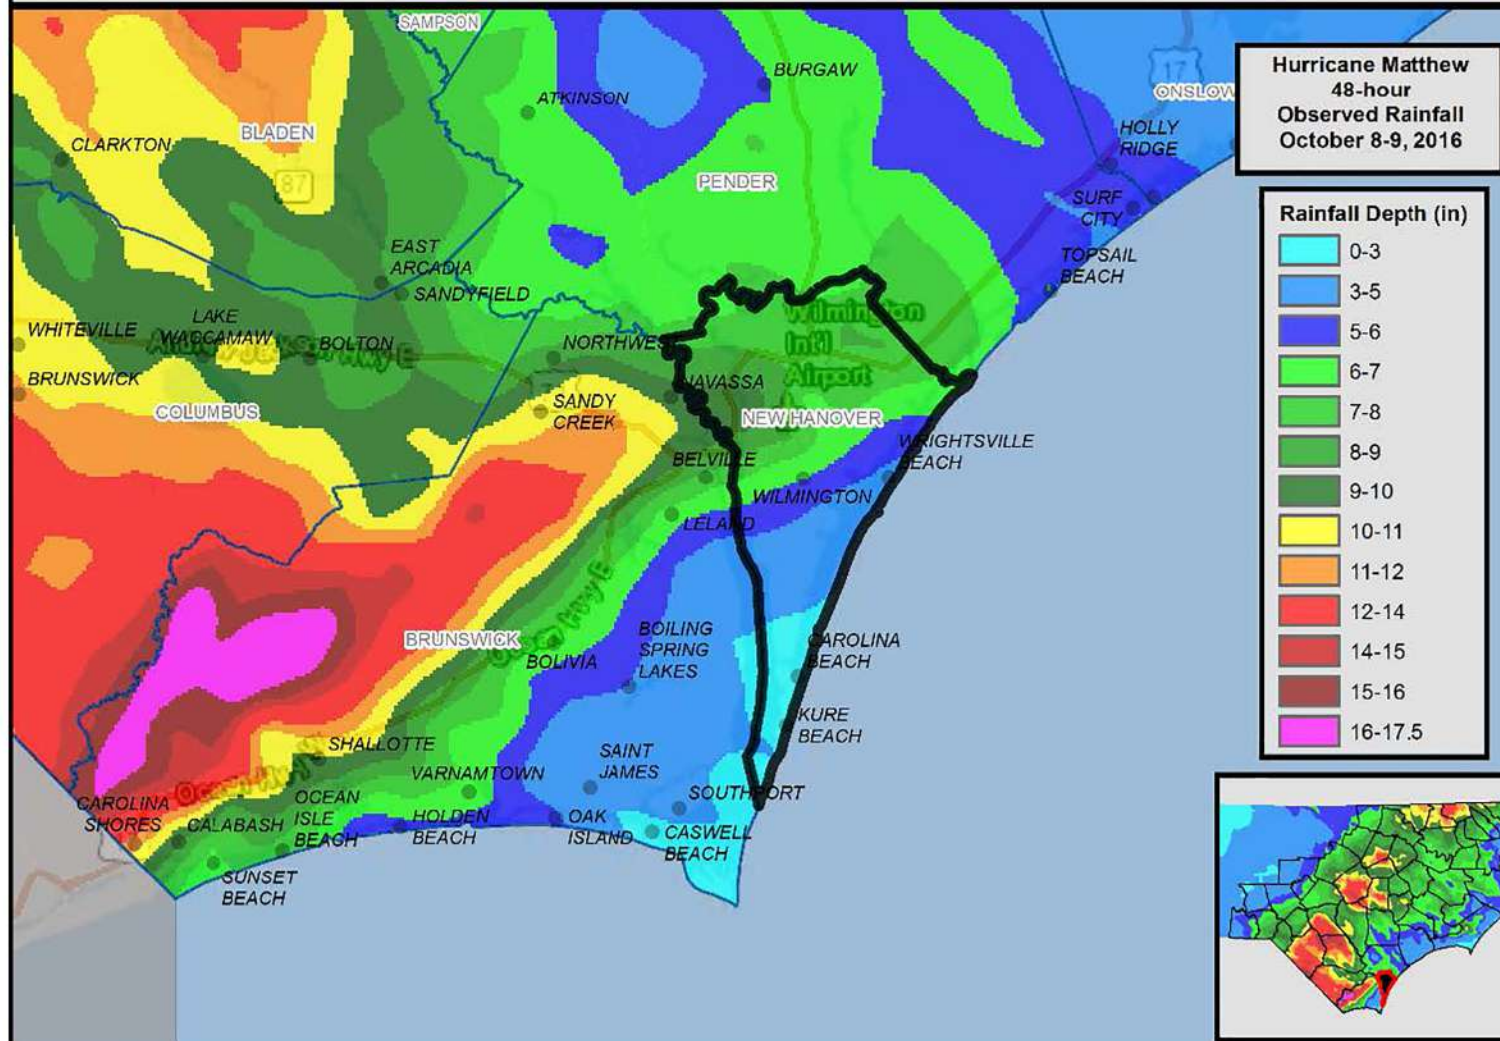 SAMPSON
BURGAW
ATKINSON
17
ONSLOW
Hurricane Matthew
48-hour
Observed Rainfall
October 8-9, 2016
CLARKTON
BLADEN
87
PENDER
HOLLY
RIDGE
SURF
CITY
TOPSAIL
BEACH
EAST
ARCADIA
SANDYFIELD
LAKE
WACCAMAW
WHITEVILLE
BOLTON
NORTHWEST
Wilmington
Int'l
Airport
BRUNSWICK
COLUMBUS
SANDY
CREEK
NAVASSA
NEW HANOVER
WRIGHTSVILLE
BEACH
BELVILLE
WILMINGTON
LELAND
BRUNSWICK
BOLIVIA
BOILING
SPRING
LAKES
CAROLINA
BEACH
KURE
BEACH
SHALLOTTE
VARNAMTOWN
SAINT
JAMES
SOUTHPORT
CAROLINA
SHORES
CALABASH
OCEAN
ISLE
BEACH
HOLDEN
BEACH
OAK
ISLAND
CASWELL
BEACH
SUNSET
BEACH
Rainfall Depth (in)
0-3
3-5
5-6
6-7
7-8
8-9
9-10
10-11
11-12
12-14
14-15
15-16
16-17.5